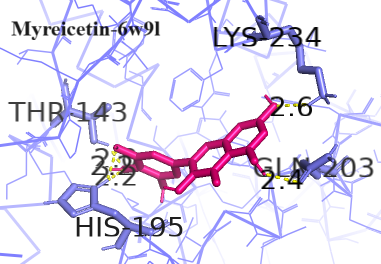 Myreicetin-6w9l
LYS-234
2.6
THR-143
2.2
GLN-203
2.4
HIS-195